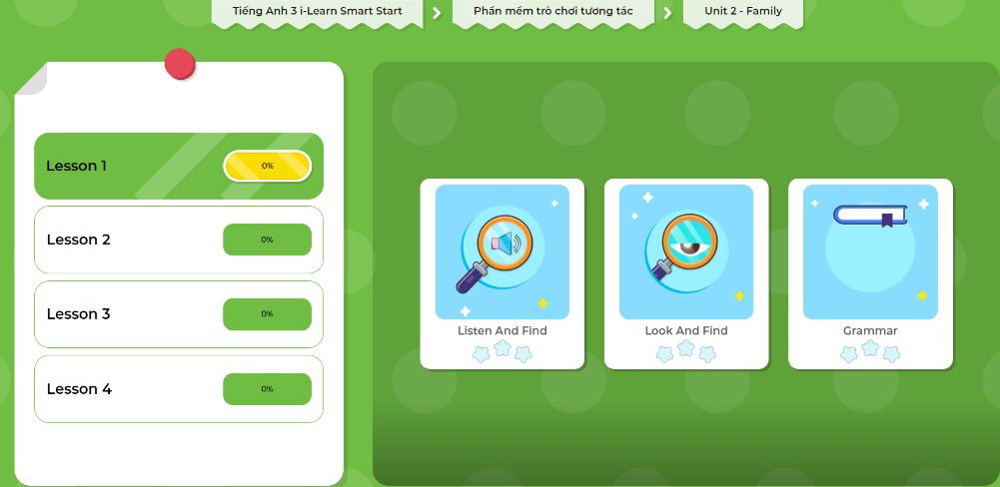 Tiếng Anh 3 i-Learn Smart Start
Phần mềm trò chơi tương tác
Unit 2 - Family
Lesson 1
0%
Lesson 2
0%
Lesson 3
0%
Lesson 4
0%
Listen And Find
Look And Find
Grammar